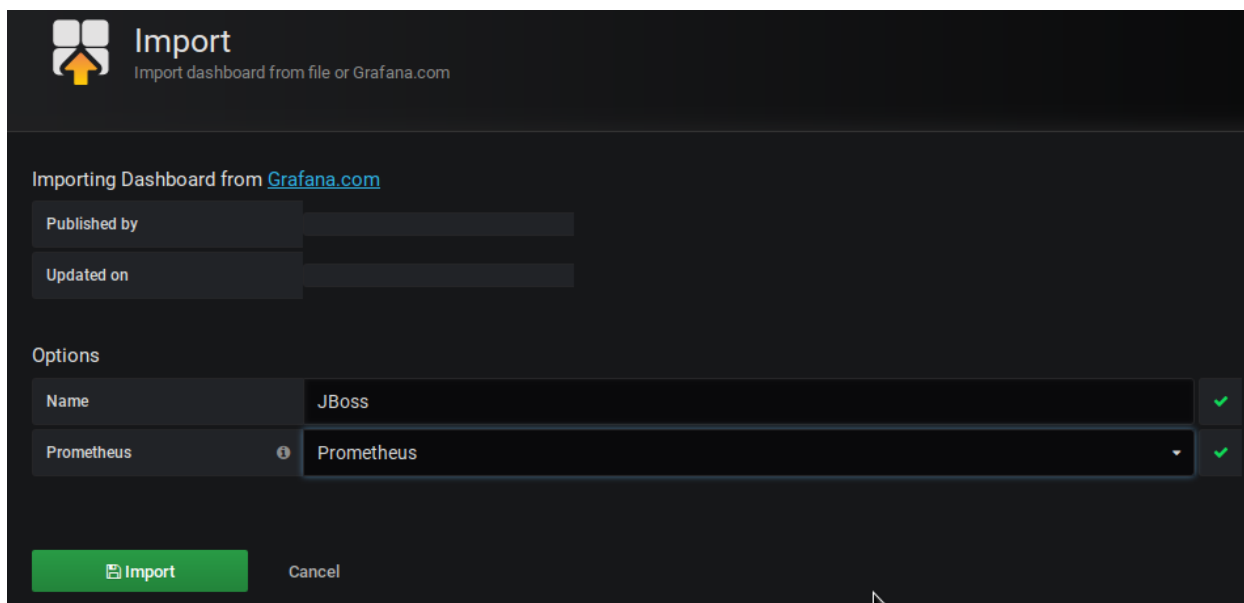 Import
Import dashboard from file or Grafana.com
Importing Dashboard from Grafana.com
Published by
Updated on
Options
Name JBoss
Prometheus Prometheus
Import Cancel